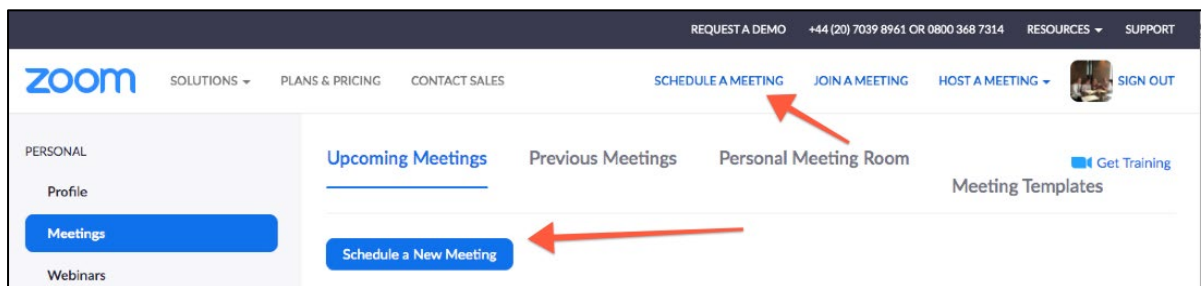 REQUEST A DEMO +44 (20) 7039 8961 OR 0800 368 7314 RESOURCES SUPPORT
zoom SOLUTIONS PLANS & PRICING CONTACT SALES SCHEDULE A MEETING JOIN A MEETING HOST A MEETING SIGN OUT
PERSONAL
Profile
Meetings
Webinars
Upcoming Meetings Previous Meetings Personal Meeting Room
Get Training
Meeting Templates
Schedule a New Meeting